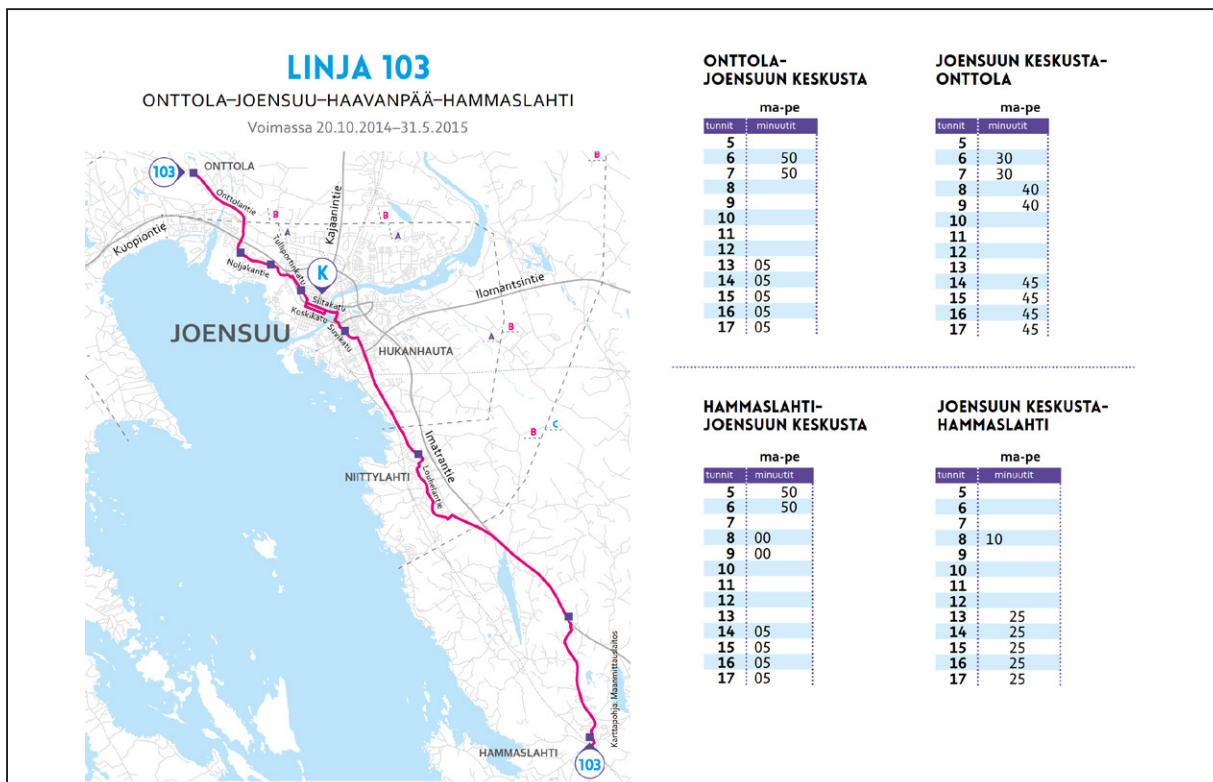 LINJA 103
ONTTOLA–JOENSUU–HAAVANPÄÄ–HAMMASLAHTI
Voimassa 20.10.2014–31.5.2015
103
ONTTOLA
Onttolantie
Kuopiontie
Kajaanintie
B
B
A
B
A
Noljakantie
Tulliportinkatu
K
Siltakatu
Koskikatu
Suvikatu
Ilomantsintie
JOENSUU
HUKANHAUTA
B
A
B
C
Imatrantie
NIITTYLAHTI
Louhelantie
HAMMASLAHTI
103
Karttapohja: Maanmittauslaitos
ONTTOLA–
JOENSUUN KESKUSTA
ma-pe
tunnit minuutit
5
6 50
7 50
8
9
10
11
12
13 05
14 05
15 05
16 05
17 05
JOENSUUN KESKUSTA–
ONTTOLA
ma-pe
tunnit minuutit
5
6 30
7 30
8 40
9 40
10
11
12
13
14 45
15 45
16 45
17 45
HAMMASLAHTI–
JOENSUUN KESKUSTA
ma-pe
tunnit minuutit
5 50
6 50
7
8 00
9 00
10
11
12
13
14 05
15 05
16 05
17 05
JOENSUUN KESKUSTA-
HAMMASLAHTI
ma-pe
tunnit minuutit
5
6
7
8 10
9
10
11
12
13 25
14 25
15 25
16 25
17 25